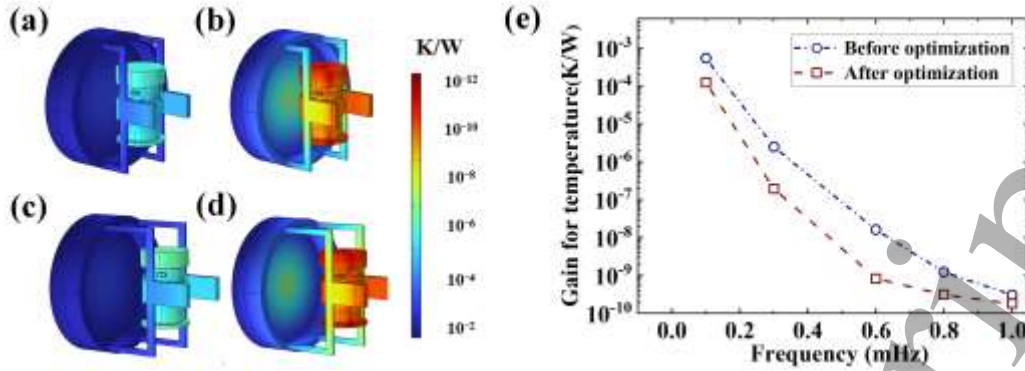 (a)
(b)
(c)
(d)
K/W
10⁻¹²
10⁻¹⁰
10⁻⁸
10⁻⁶
10⁻⁴
10⁻²
(e)
Before optimization
After optimization
Gain for temperature(K/W)
10⁻³
10⁻⁴
10⁻⁵
10⁻⁶
10⁻⁷
10⁻⁸
10⁻⁹
10⁻¹⁰
0.0 0.2 0.4 0.6 0.8 1.0
Frequency (mHz)